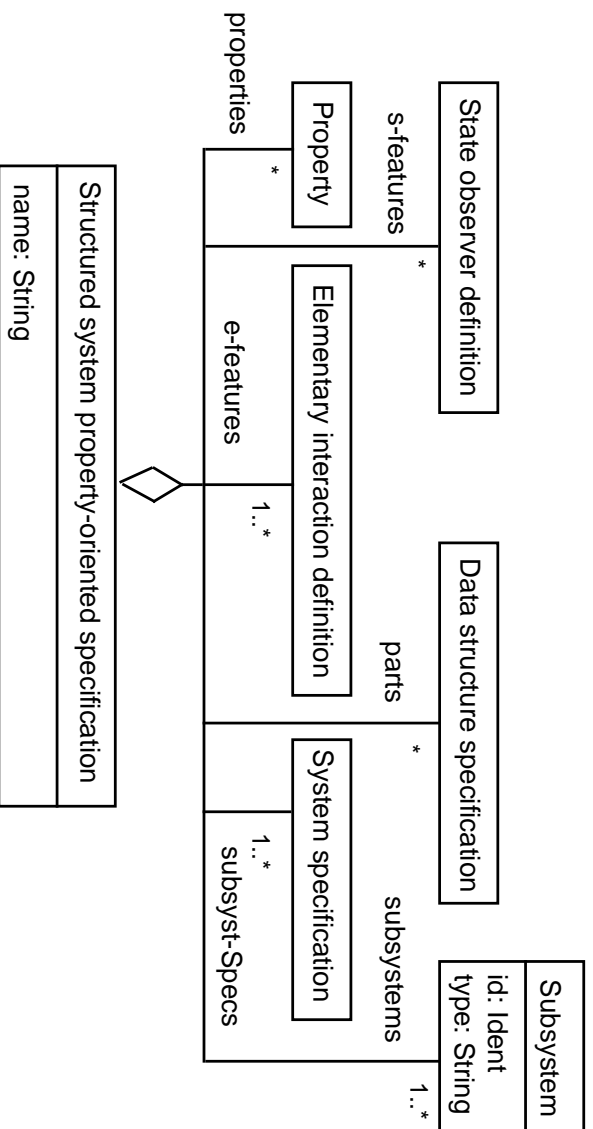 State observer definition
Data structure specification
Subsystem
id: Ident
type: String
s-features
*
parts
*
subsystems
1..*
Property
Elementary interaction definition
System specification
properties
*
e-features
1..*
1..*
subsyst-Specs
Structured system property-oriented specification
name: String